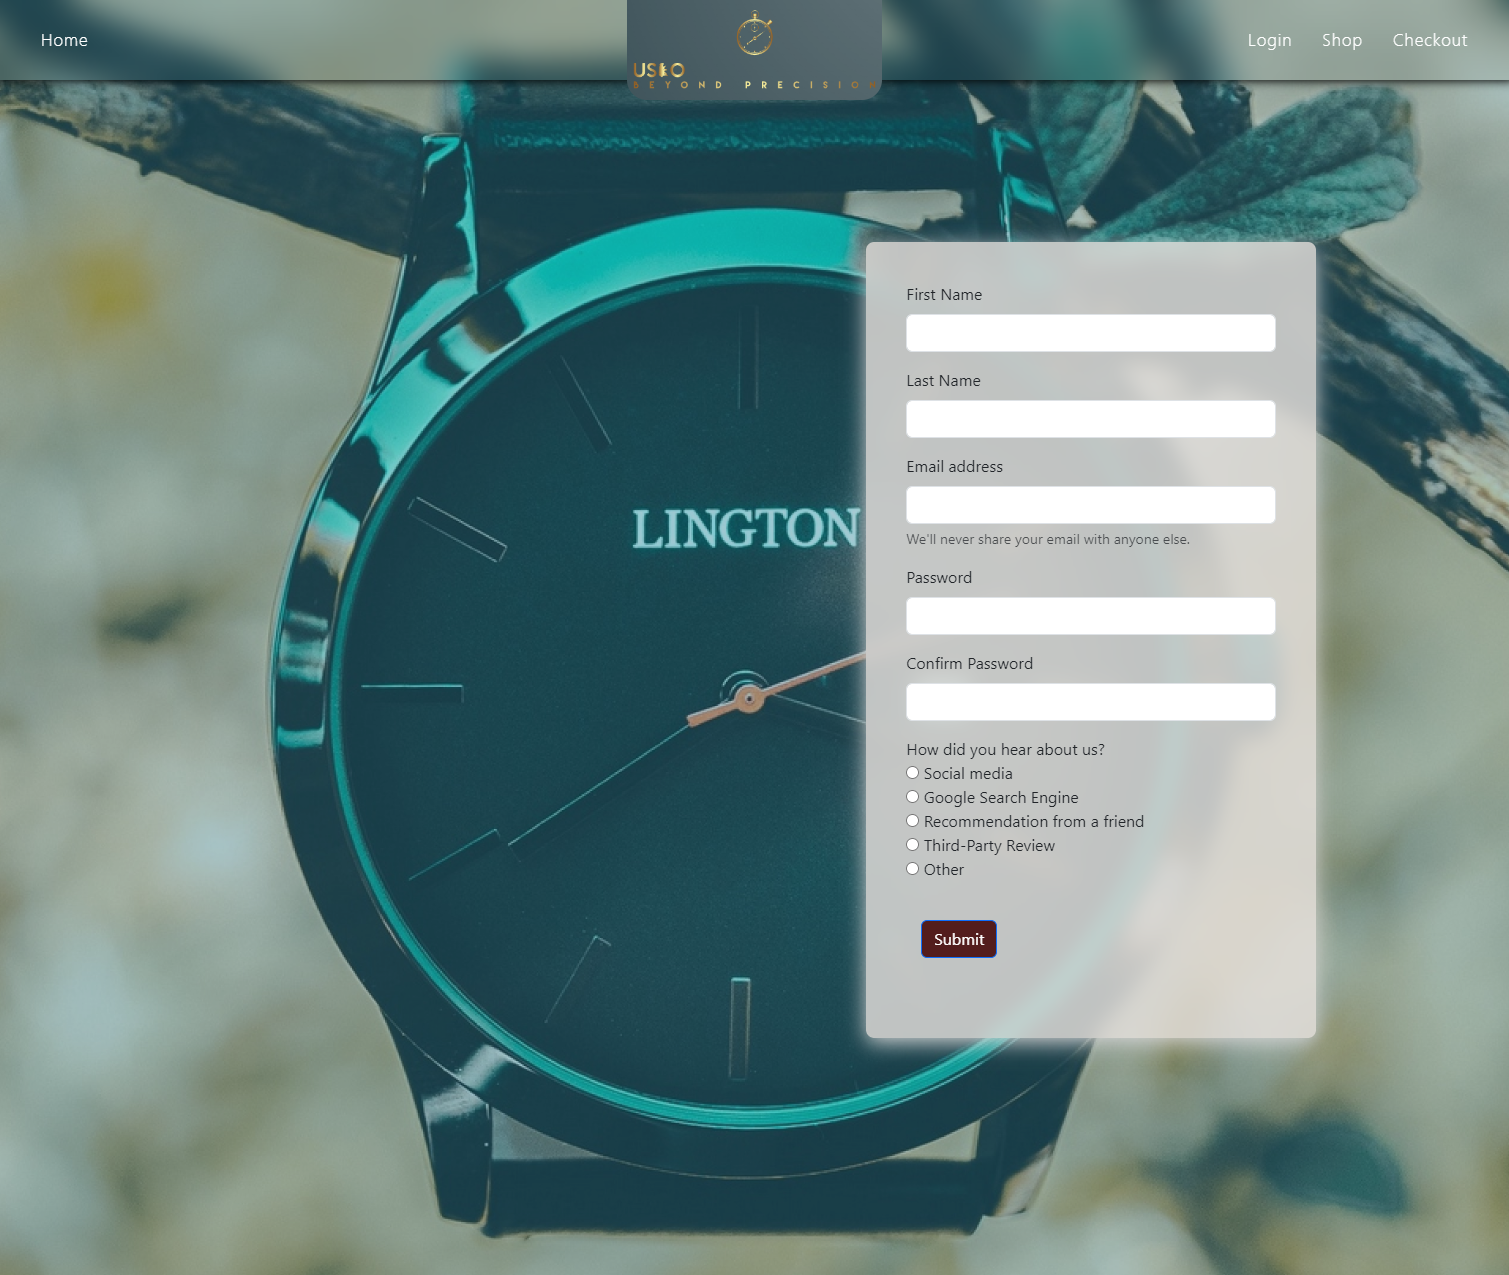 Home
Login
Shop
Checkout
BEYOND PRECISION
LINGTON
First Name
Last Name
Email address
We'll never share your email with anyone else.
Password
Confirm Password
How did you hear about us?
Social media
Google Search Engine
Recommendation from a friend
Third-Party Review
Other
Submit